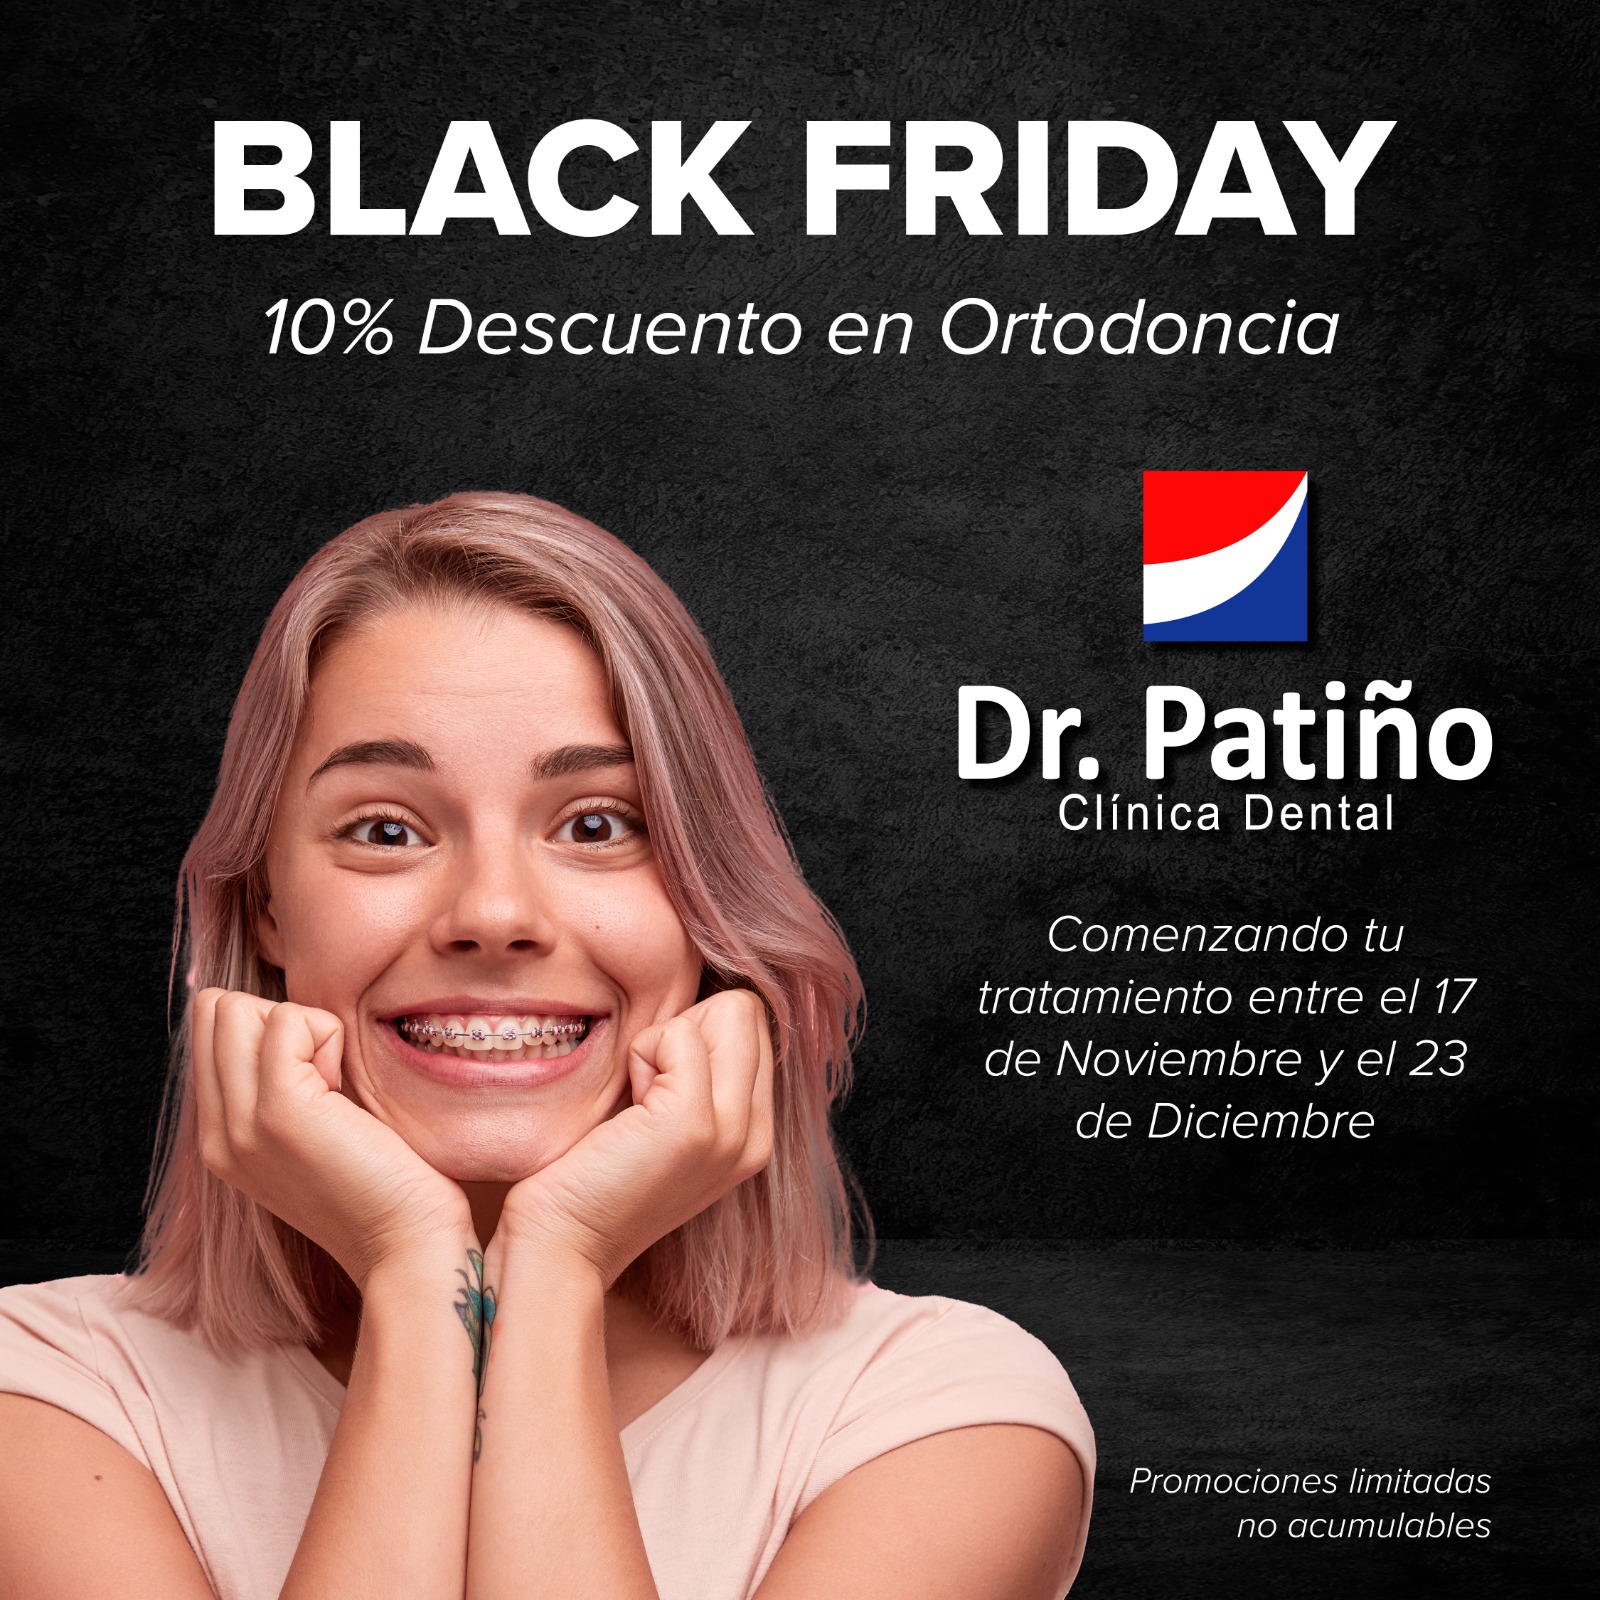 BLACK FRIDAY
10% Descuento en Ortodoncia
Dr. Patiño
Clínica Dental
Comenzando tu
tratamiento entre el 17
de Noviembre y el 23
de Diciembre
Promociones limitadas
no acumulables